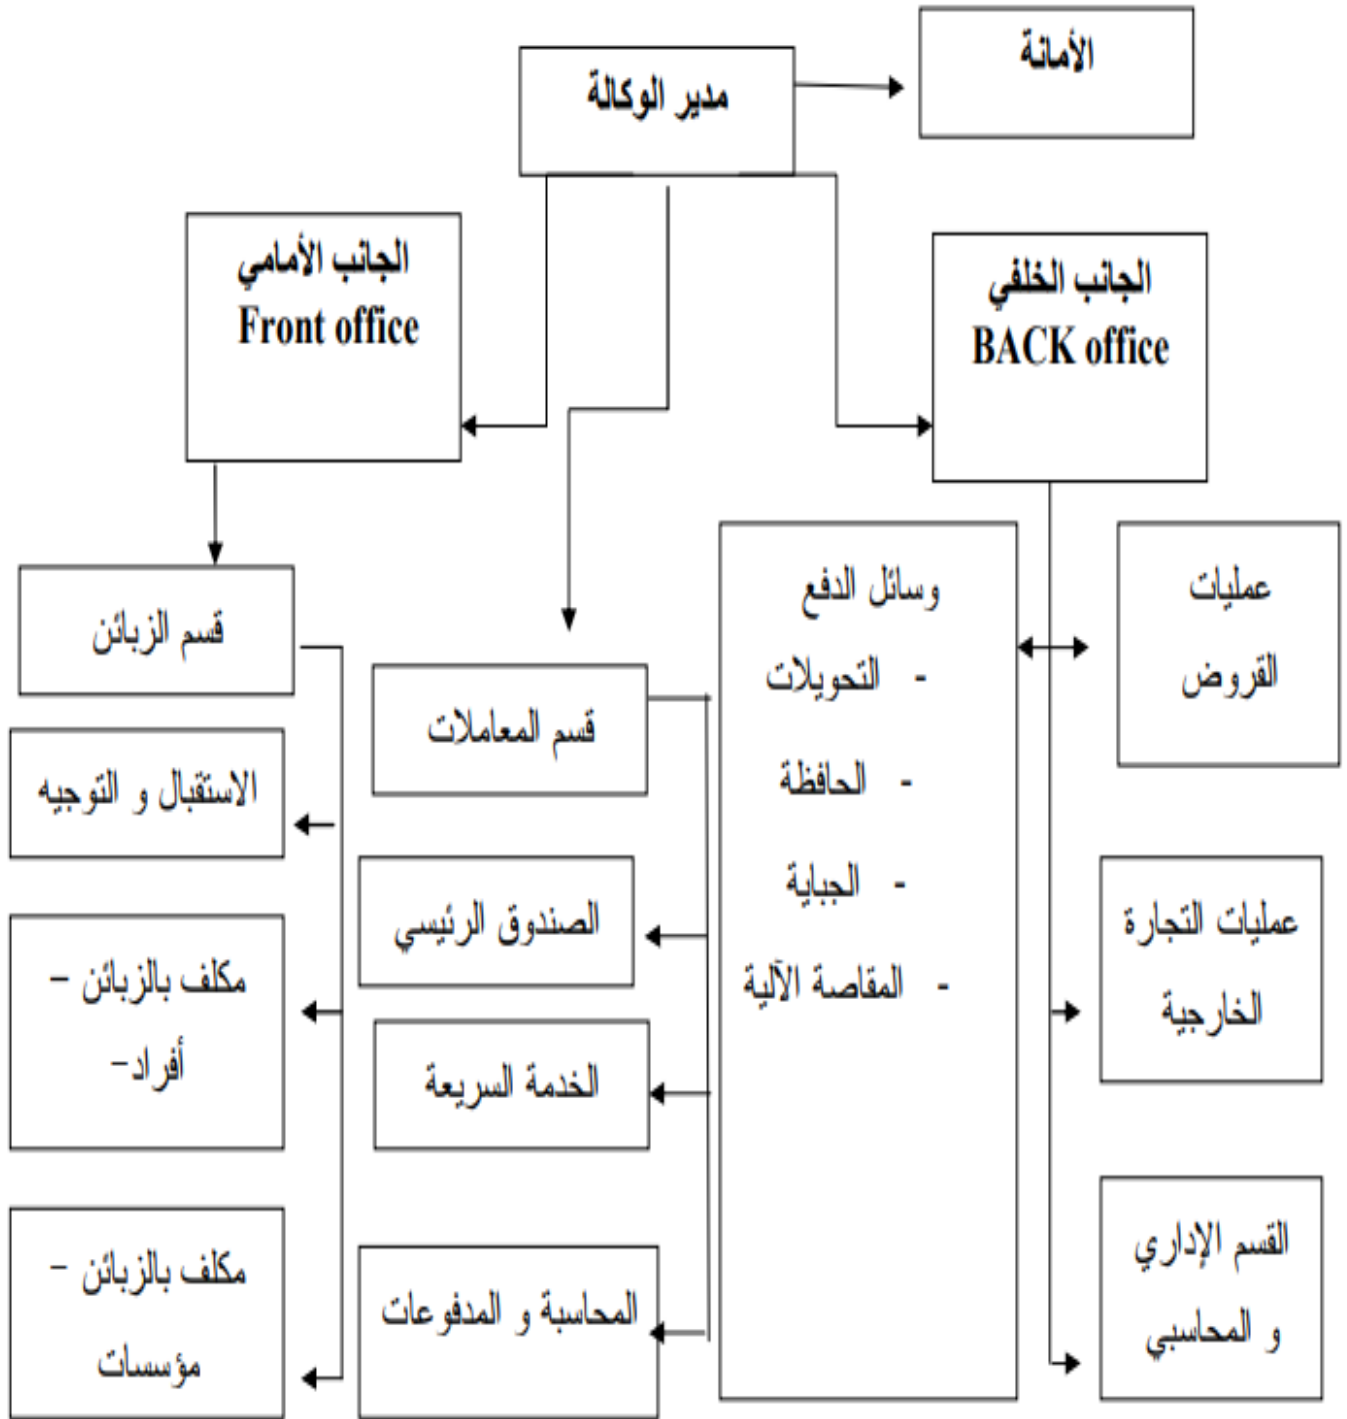 الأمانة
مدير الوكالة
الجانب الأمامي
Front office
الجانب الخلفي
BACK office
عمليات
القروض
وسائل الدفع
- التحويلات
- الحافظة
- الجباية
- المقاصة الآلية
عمليات التجارة
الخارجية
القسم الإداري
و المحاسبي
قسم المعاملات
الصندوق الرئيسي
الخدمة السريعة
المحاسبة و المدفوعات
قسم الزبائن
الاستقبال و التوجيه
مكلف بالزبائن –
أفراد–
مكلف بالزبائن –
مؤسسات